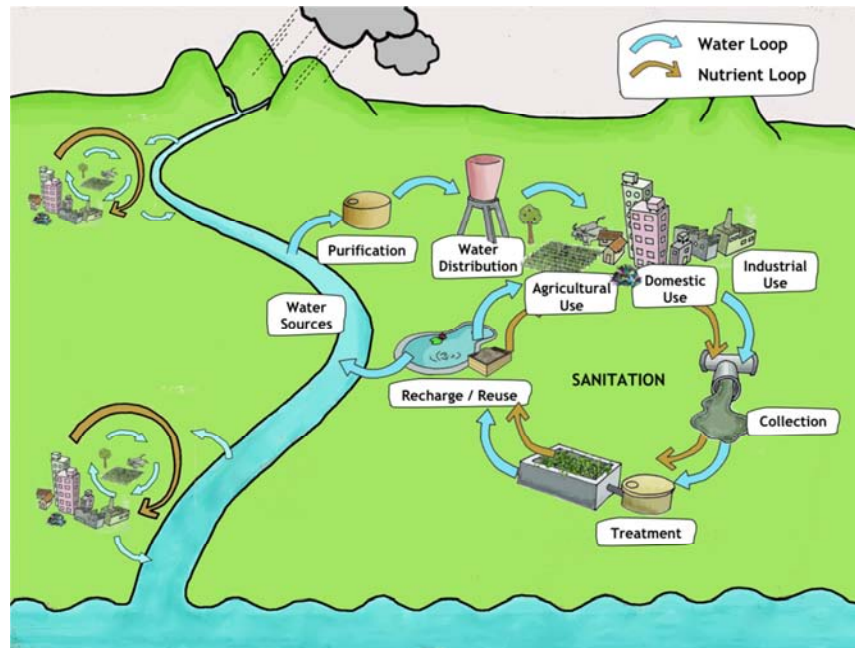 Water Loop
Nutrient Loop
Purification
Water
Distribution
Agricultural
Use
Domestic
Use
Industrial
Use
Water
Sources
Recharge / Reuse
SANITATION
Collection
Treatment